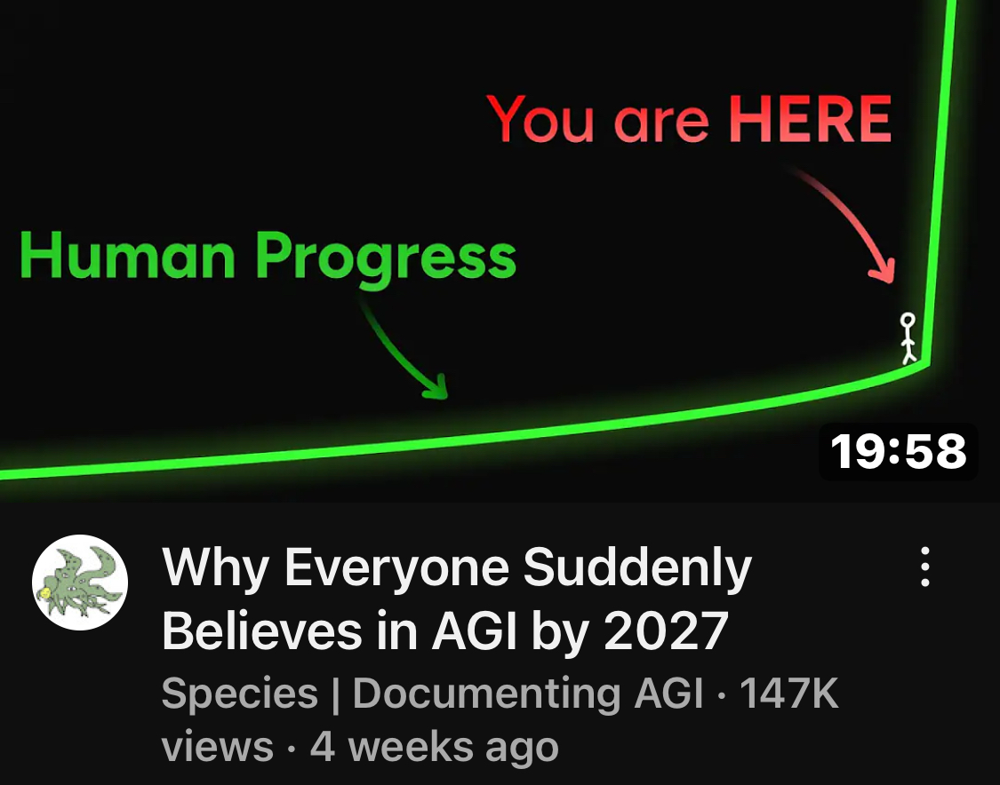 You are HERE
Human Progress
19:58
Why Everyone Suddenly
Believes in AGI by 2027
Species | Documenting AGI · 147K
views · 4 weeks ago